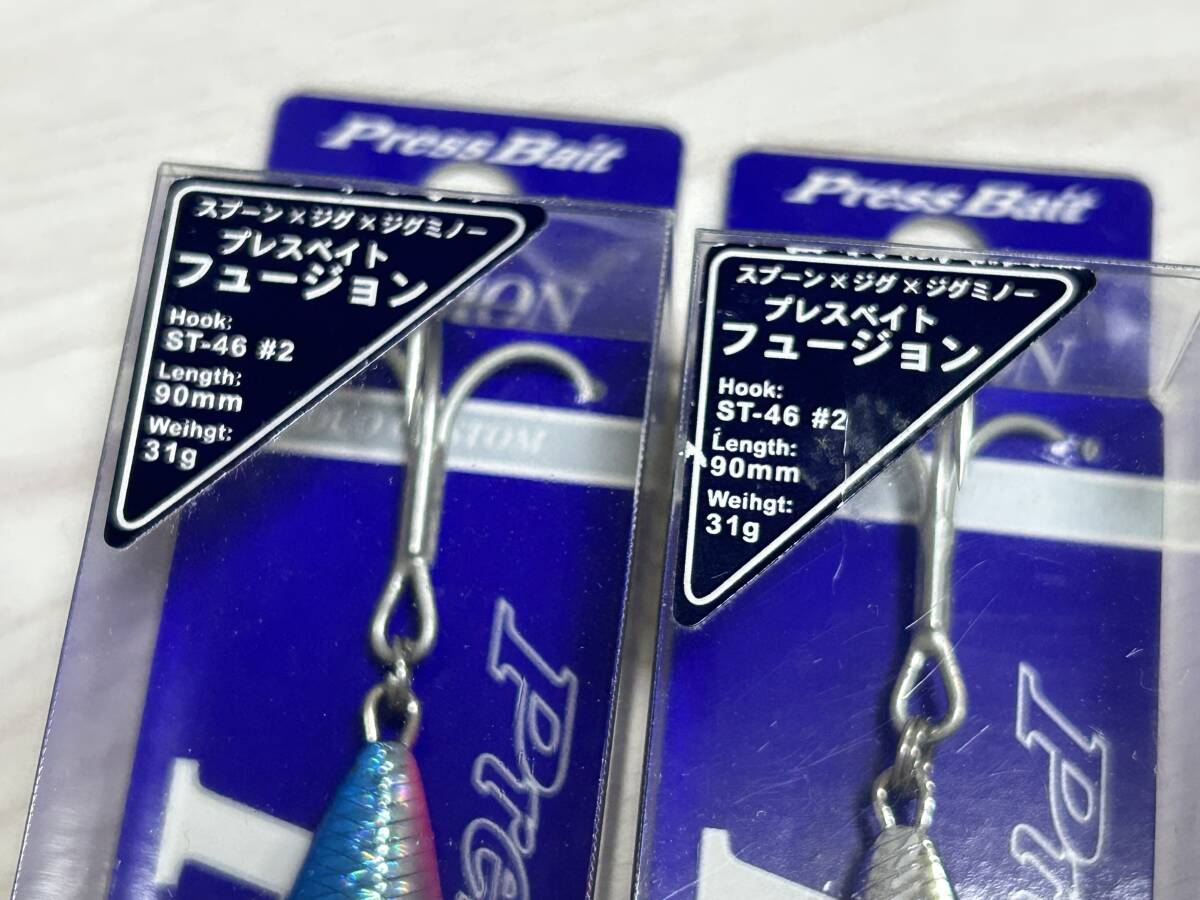 Press Bait
スプーン×ジグ×ジグミノー
プレスベイト
フュージョン
Hook:
ST-46 #2
Length:
90mm
Weihgt:
31g
Press Bait
スプーン×ジグ×ジグミノー
プレスベイト
フュージョン
Hook:
ST-46 #2
Length:
90mm
Weihgt:
31g